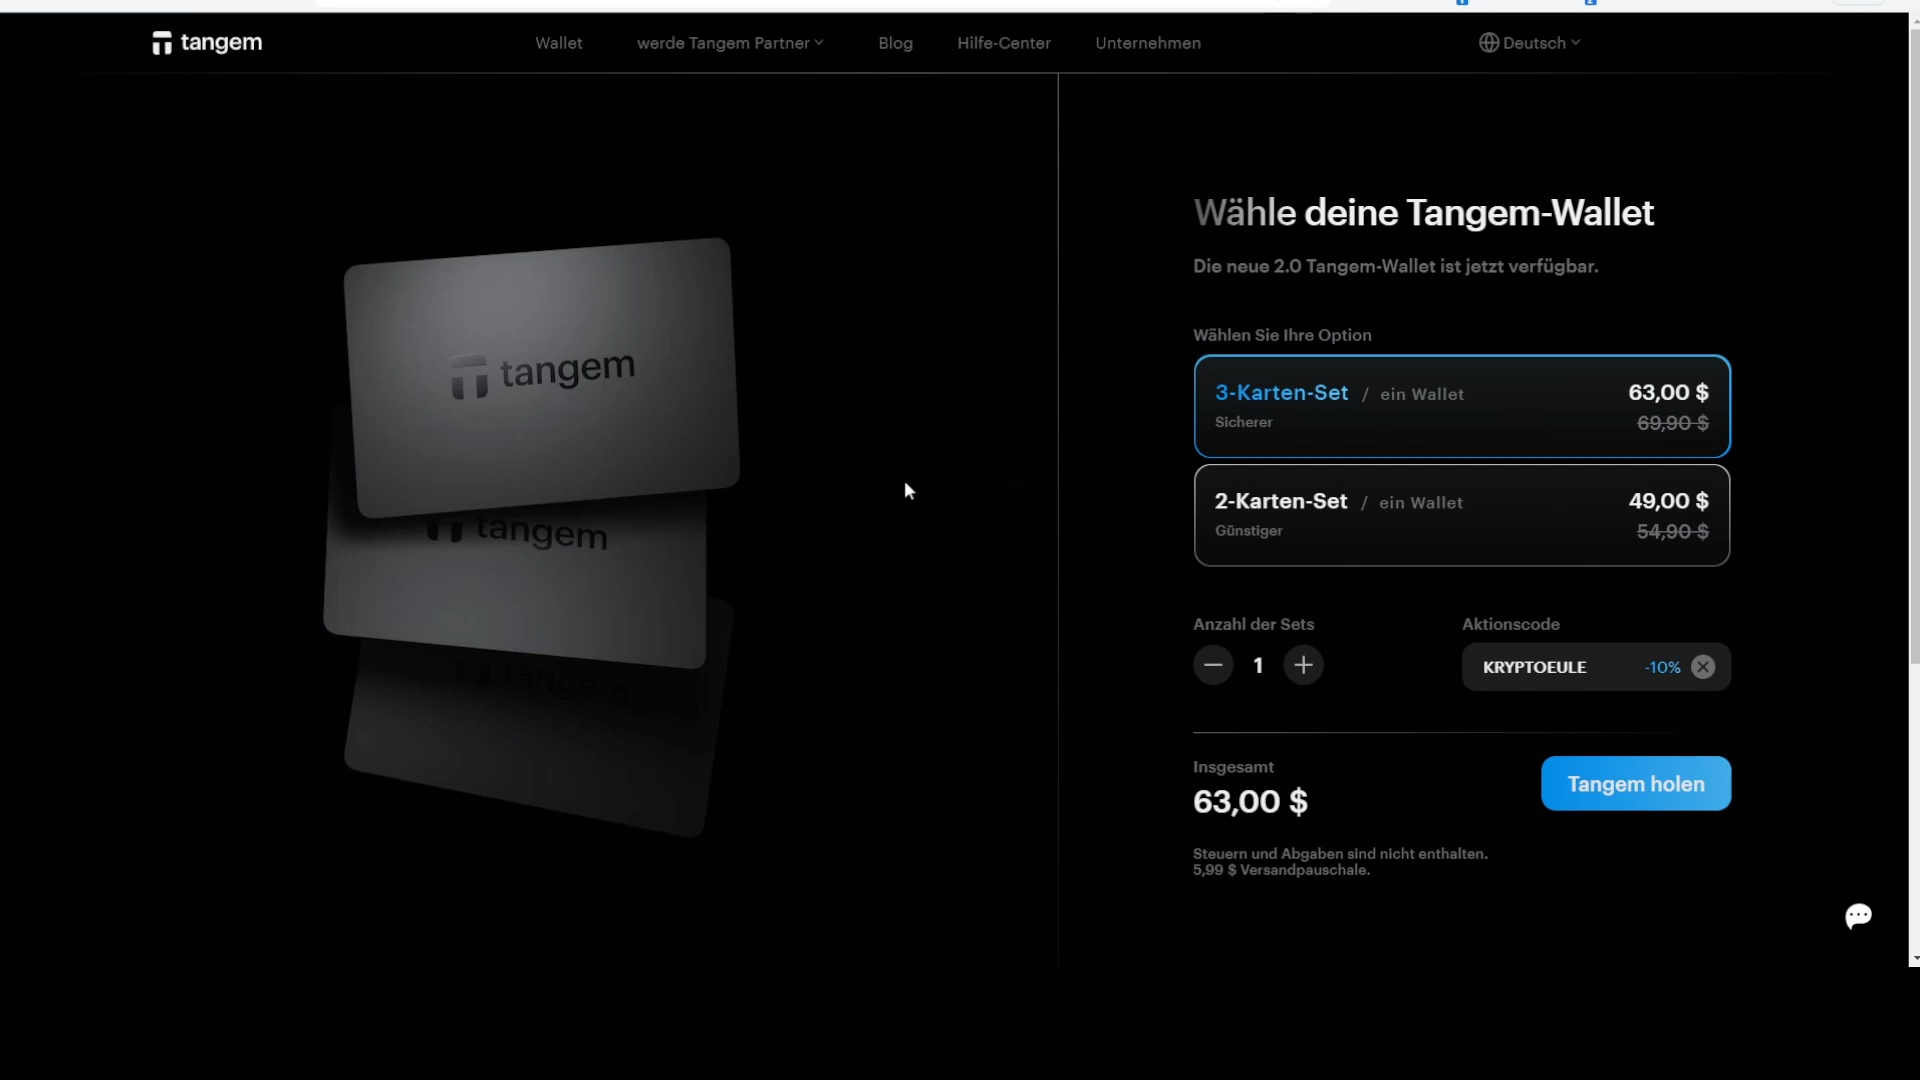 tangem
Wallet
werde Tangem Partner
Blog
Hilfe-Center
Unternehmen
Deutsch
tangem
tangem
tangem
Wähle deine Tangem-Wallet
Die neue 2.0 Tangem-Wallet ist jetzt verfügbar.
Wählen Sie Ihre Option
3-Karten-Set / ein Wallet 63,00 $
Sicherer 69,90 $
2-Karten-Set / ein Wallet 49,00 $
Günstiger 54,90 $
Anzahl der Sets
Aktionscode
1
KRYPTOEULE -10%
Insgesamt
63,00 $
Tangem holen
Steuern und Abgaben sind nicht enthalten.
5,99 $ Versandpauschale.